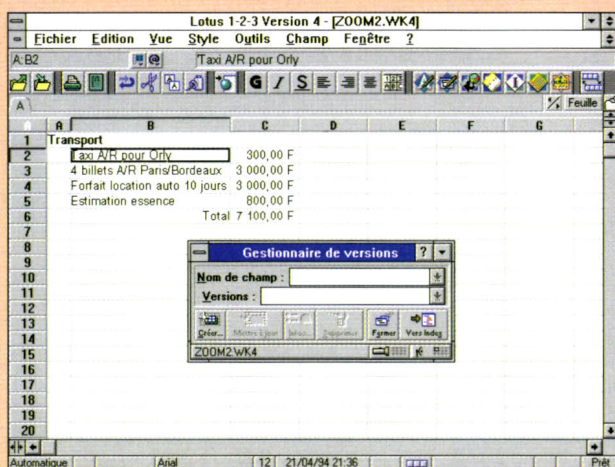 Lotus 1-2-3 Version 4 - [ZOOM2.WK4]
Fichier Edition Vue Style Outils Champ Fenêtre ?
A:B2 @ 'Taxi A/R pour Orly
G I S
A Feuille
A B C D E F G
1 Transport
2 Taxi A/R pour Orly 300,00 F
3 4 billets A/R Paris/Bordeaux 3 000,00 F
4 Forfait location auto 10 jours 3 000,00 F
5 Estimation essence 800,00 F
6 Total 7 100,00 F
7
8
9
10
11
12
13
14
15
16
17
18
19
20
Gestionnaire de versions ?
Nom de champ :
Versions :
Créer... Mettre à jour Infos... Supprimer Fermer Vers Index
ZOOM2.WK4
Automatique Arial 12 21/04/94 21:36 Prêt